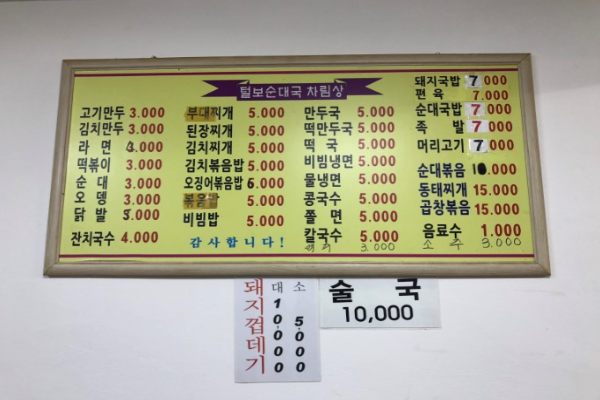 털보순대국 차림상
고기만두 3.000
김치만두 3.000
라 면 3.000
떡볶이 3.000
순 대 3.000
오 뎅 3.000
닭 발 3.000
잔치국수 4.000
부대찌개 5.000
된장찌개 5.000
김치찌개 5.000
김치볶음밥 5.000
오징어볶음밥 6.000
볶음밥 5.000
비빔밥 5.000
감사합니다!
만두국 5.000
떡만두국 5.000
떡 국 5.000
비빔냉면 5.000
물냉면 5.000
콩국수 5.000
쫄 면 5.000
칼국수 5.000
맥 주 3.000
돼지국밥 7.000
편 육 7.000
순대국밥 7.000
족 발 7.000
머리고기 7.000
순대볶음 10.000
동태찌개 15.000
곱창볶음 15.000
음료수 1.000
소 주 3.000
돼지껍데기
대 10.000
소 5.000
술 국
10,000